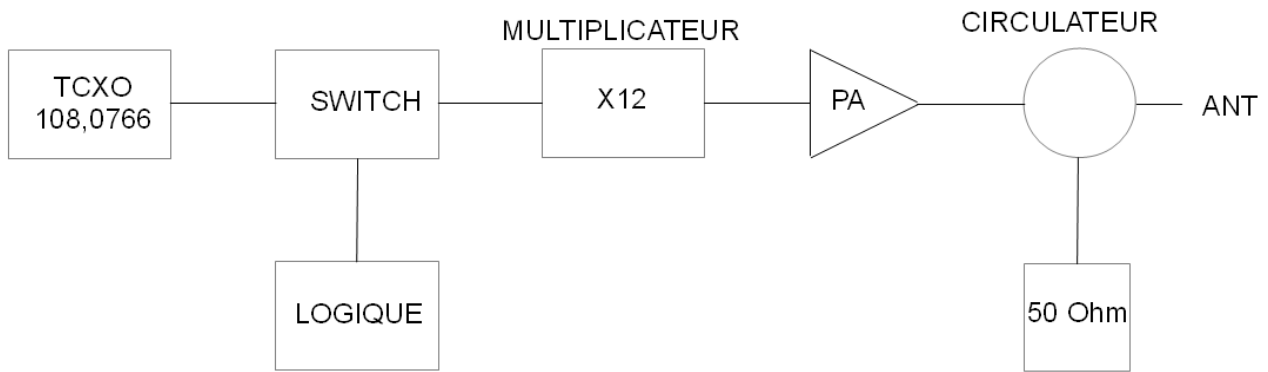 MULTIPLICATEUR
CIRCULATEUR
TCXO
108,0766
SWITCH
X12
PA
ANT
LOGIQUE
50 Ohm